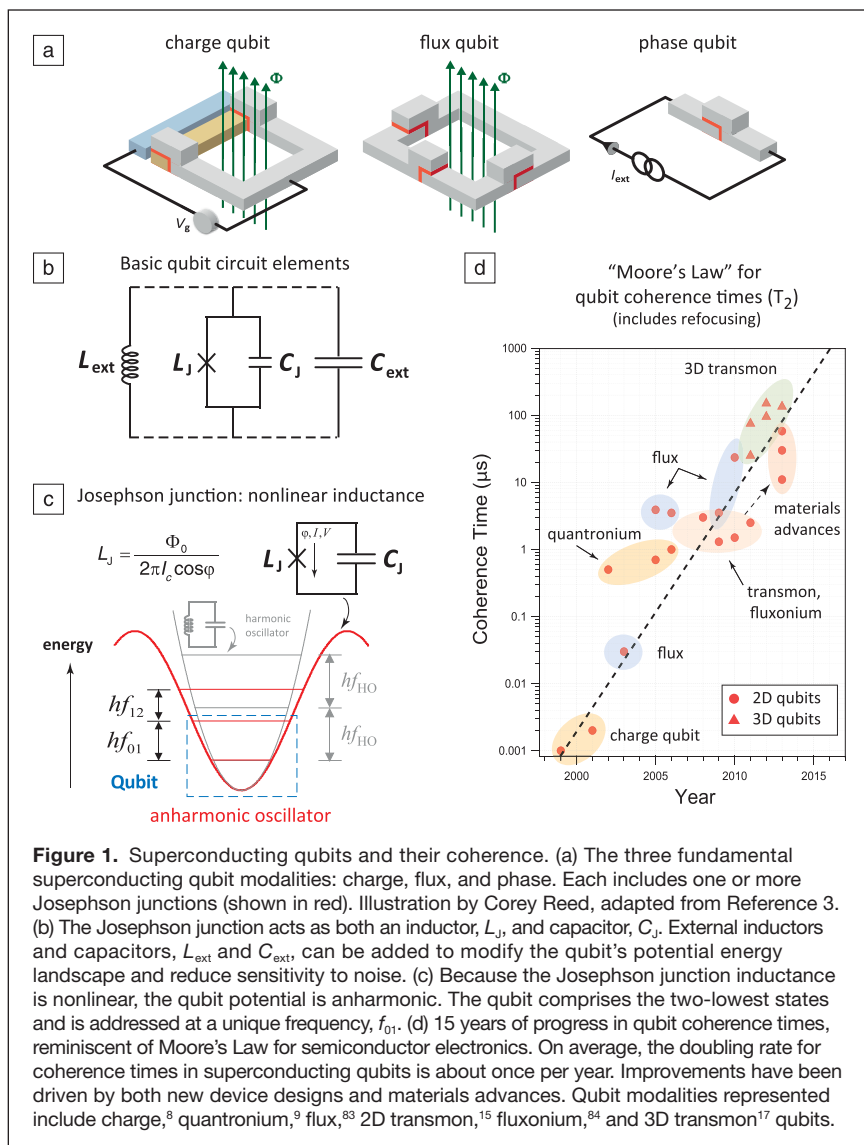 a
charge qubit
flux qubit
phase qubit
Φ
Φ
V_g
I_ext
b
Basic qubit circuit elements
L_ext
L_J
C_J
C_ext
c
Josephson junction: nonlinear inductance
L_J = Φ_0 / 2πI_c cosφ
φ, I, V
L_J
C_J
harmonic
oscillator
energy
hf_12
hf_01
hf_HO
hf_HO
Qubit
anharmonic oscillator
d
“Moore’s Law” for
qubit coherence times (T_2)
(includes refocusing)
Coherence Time (μs)
1000
100
10
1
0.1
0.01
0.001
3D transmon
flux
materials
advances
quantronium
transmon,
fluxonium
flux
charge qubit
2D qubits
3D qubits
2000
2005
2010
2015
Year
Figure 1. Superconducting qubits and their coherence. (a) The three fundamental
superconducting qubit modalities: charge, flux, and phase. Each includes one or more
Josephson junctions (shown in red). Illustration by Corey Reed, adapted from Reference 3.
(b) The Josephson junction acts as both an inductor, L_J, and capacitor, C_J. External inductors
and capacitors, L_ext and C_ext, can be added to modify the qubit’s potential energy
landscape and reduce sensitivity to noise. (c) Because the Josephson junction inductance
is nonlinear, the qubit potential is anharmonic. The qubit comprises the two-lowest states
and is addressed at a unique frequency, f_01. (d) 15 years of progress in qubit coherence times,
reminiscent of Moore’s Law for semiconductor electronics. On average, the doubling rate for
coherence times in superconducting qubits is about once per year. Improvements have been
driven by both new device designs and materials advances. Qubit modalities represented
include charge,⁸ quantronium,⁹ flux,⁸³ 2D transmon,¹⁵ fluxonium,⁸⁴ and 3D transmon¹⁷ qubits.